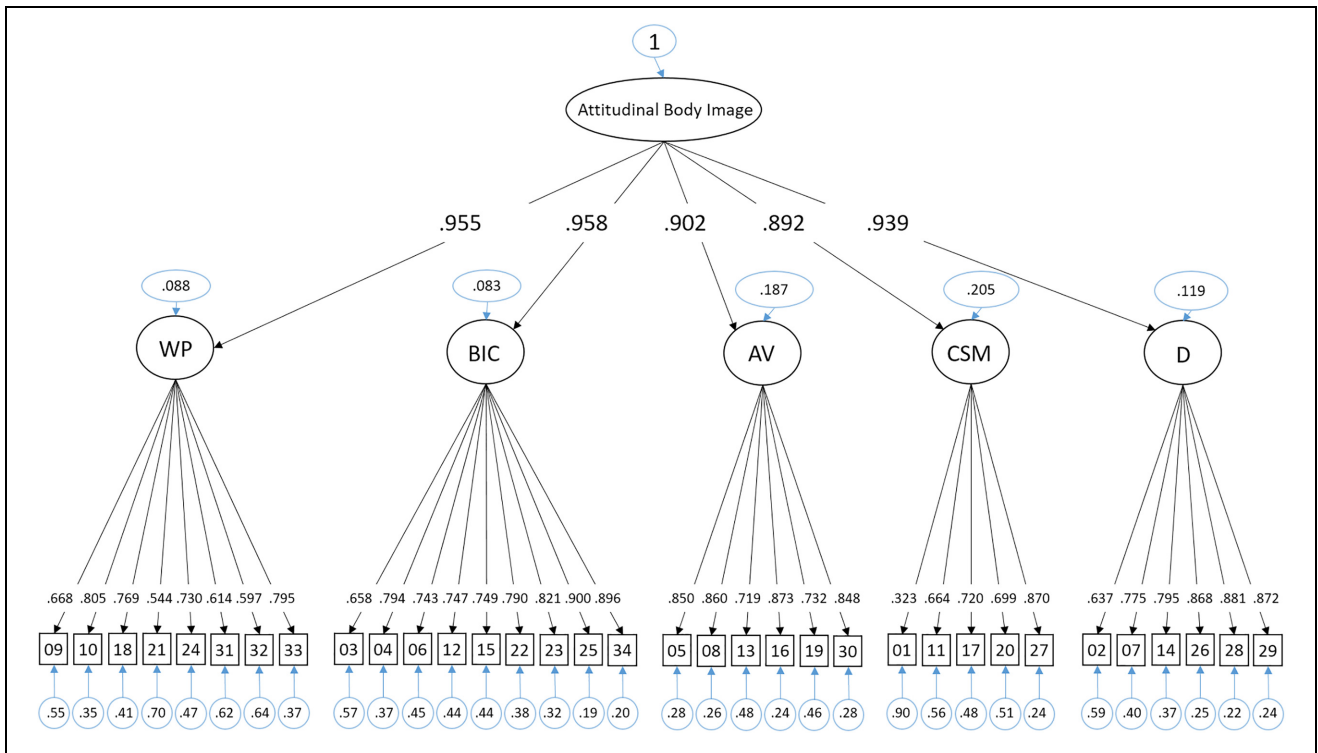 1
Attitudinal Body Image
.955 .958 .902 .892 .939
.088 .083 .187 .205 .119
WP BIC AV CSM D
.668 .805 .769 .544 .730 .614 .597 .795 .658 .794 .743 .747 .749 .790 .821 .900 .896 .850 .860 .719 .873 .732 .848 .323 .664 .720 .699 .870 .637 .775 .795 .868 .881 .872
09 10 18 21 24 31 32 33 03 04 06 12 15 22 23 25 34 05 08 13 16 19 30 01 11 17 20 27 02 07 14 26 28 29
.55 .35 .41 .70 .47 .62 .64 .37 .57 .37 .45 .44 .44 .38 .32 .19 .20 .28 .26 .48 .24 .46 .28 .90 .56 .48 .51 .24 .59 .40 .37 .25 .22 .24